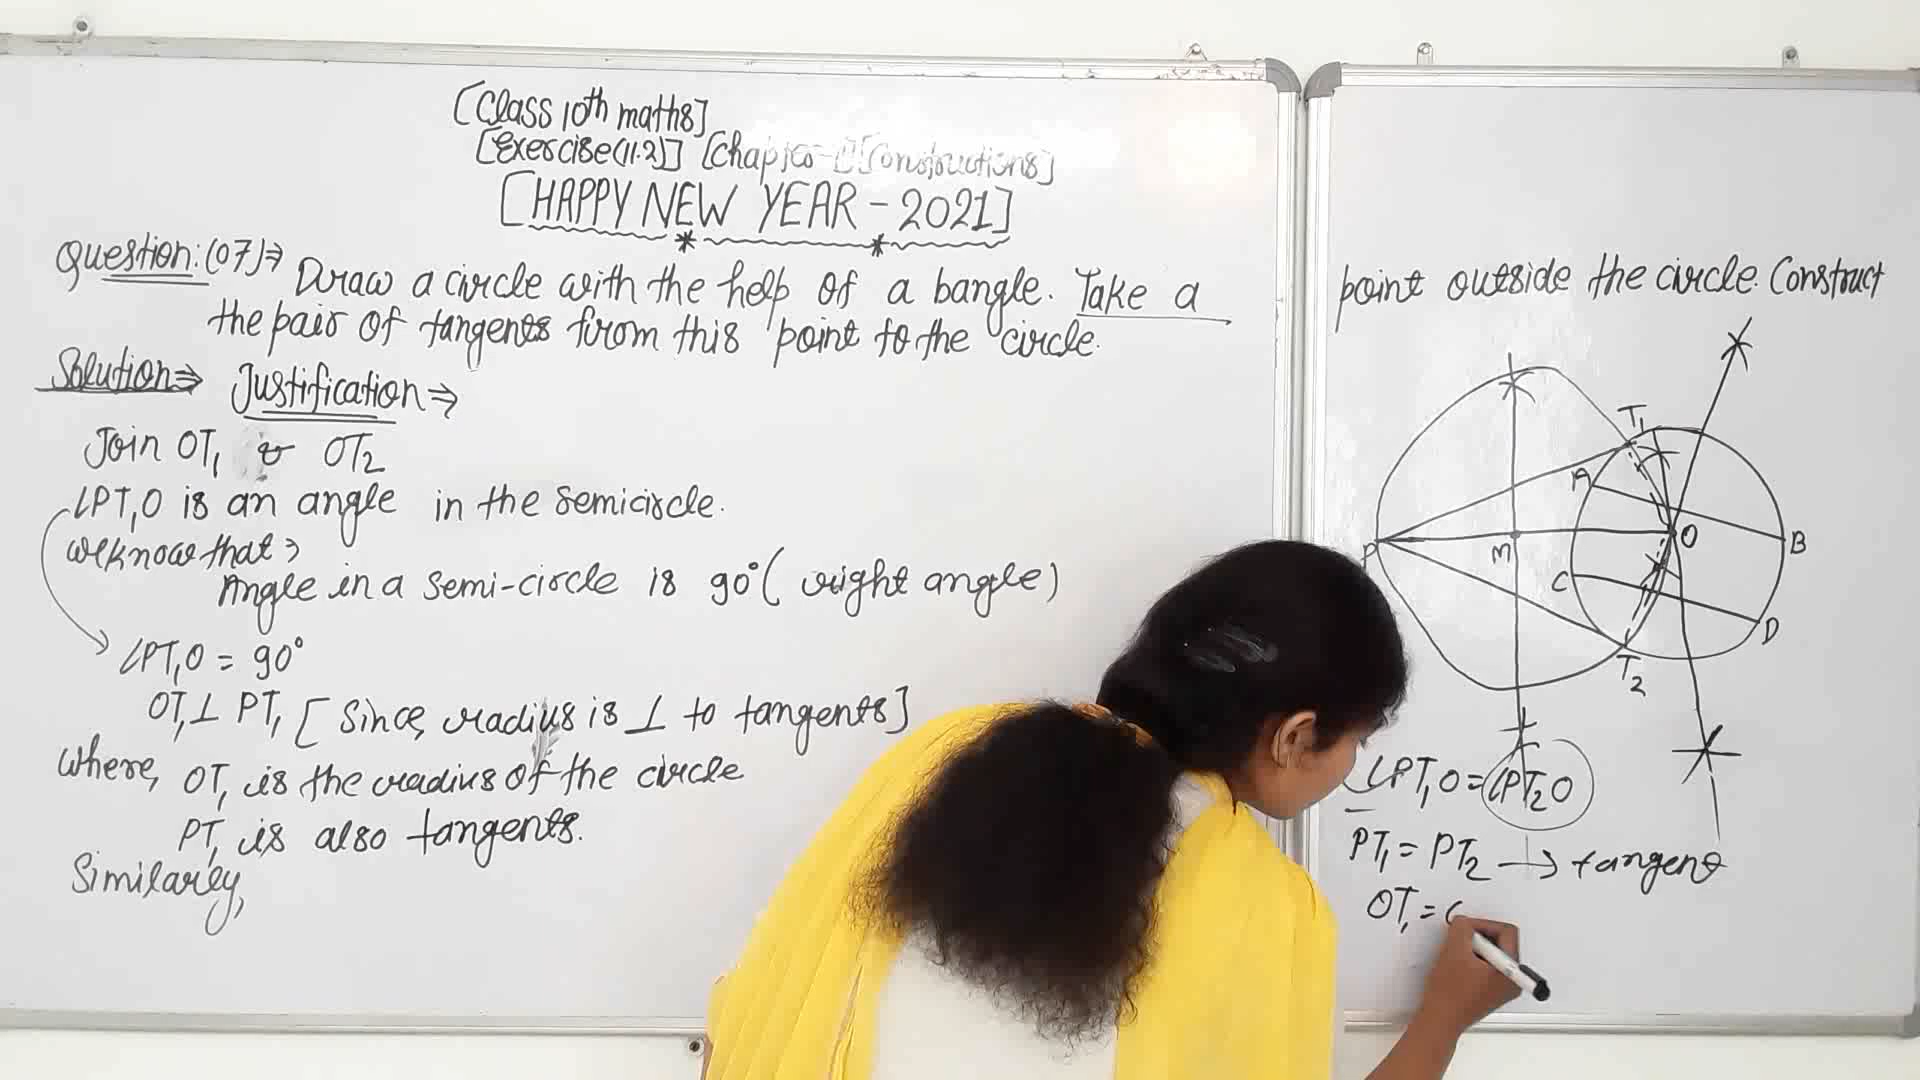 [Class 10th maths]
[Exercise(11.2)] [Chapter-11] [Constructions]
[HAPPY NEW YEAR - 2021]
Question:(07)⇒ Draw a circle with the help of a bangle. Take a point outside the circle. Construct
the pair of tangents from this point to the circle.
Solution⇒ Justification⇒
Join OT₁ & OT₂
∠PT₁O is an angle in the semicircle.
we know that⇒
Angle in a semi-circle is 90° (right angle)
∠PT₁O = 90°
OT₁ ⊥ PT₁ [Since, radius is ⊥ to tangents]
where, OT₁ is the radius of the circle
PT₁ is also tangents.
Similarly,
T₁
A
P
M
O
B
C
D
T₂
∠PT₁O = ∠PT₂O
PT₁ = PT₂ → tangent
OT₁ =